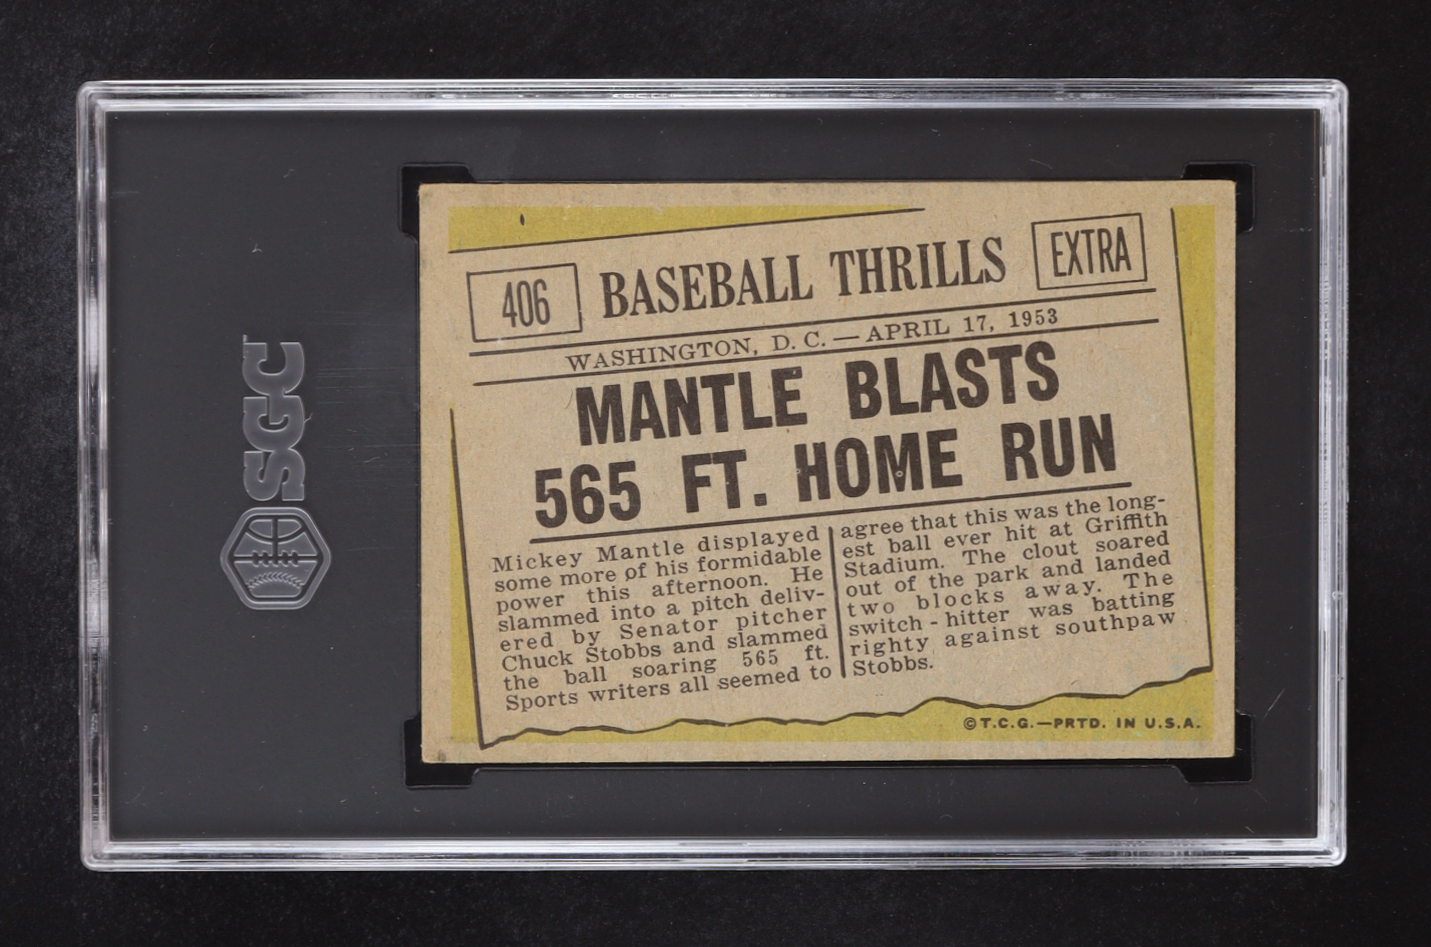 SGC
406 BASEBALL THRILLS EXTRA
WASHINGTON, D. C. — APRIL 17, 1953
MANTLE BLASTS
565 FT. HOME RUN
Mickey Mantle displayed
some more of his formidable
power this afternoon. He
slammed into a pitch deliv-
ered by Senator pitcher
Chuck Stobbs and slammed
the ball soaring 565 ft.
Sports writers all seemed to
agree that this was the long-
est ball ever hit at Griffith
Stadium. The clout soared
out of the park and landed
two blocks away. The
switch - hitter was batting
righty against southpaw
Stobbs.
© T.C.G.—PRTD. IN U.S.A.